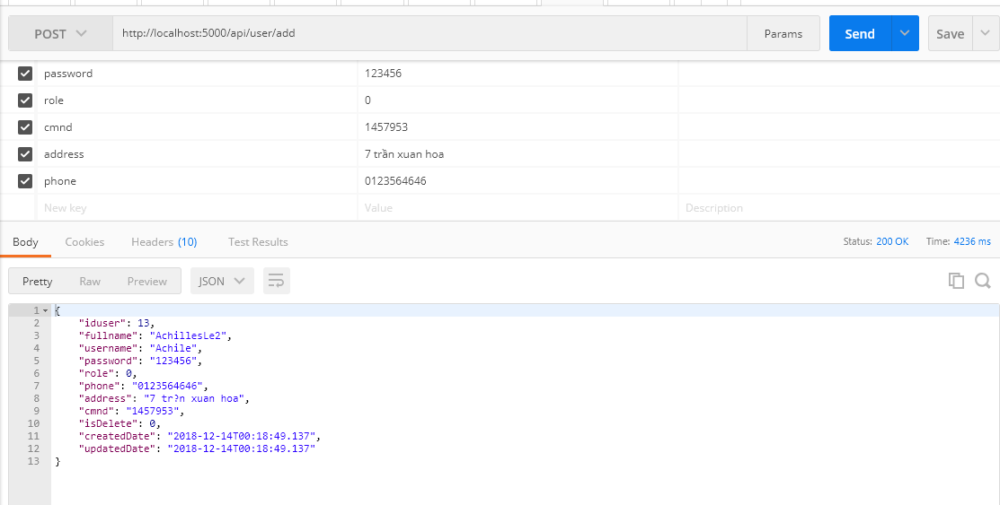 POST http://localhost:5000/api/user/add Params Send Save
password 123456
role 0
cmnd 1457953
address 7 trần xuan hoa
phone 0123564646
New key Value Description
Body Cookies Headers (10) Test Results Status: 200 OK Time: 4236 ms
Pretty Raw Preview JSON
1 {
2 "iduser": 13,
3 "fullname": "AchillesLe2",
4 "username": "Achile",
5 "password": "123456",
6 "role": 0,
7 "phone": "0123564646",
8 "address": "7 tr?n xuan hoa",
9 "cmnd": "1457953",
10 "isDelete": 0,
11 "createdDate": "2018-12-14T00:18:49.137",
12 "updatedDate": "2018-12-14T00:18:49.137"
13 }